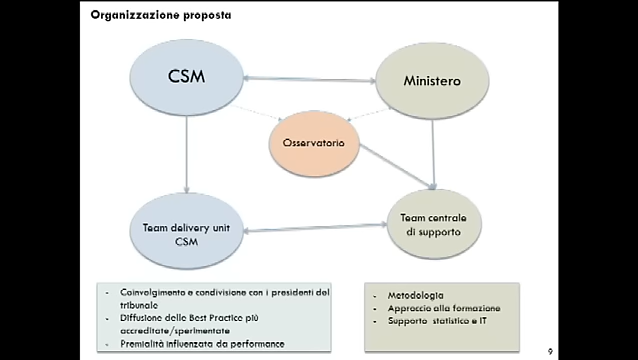 Organizzazione proposta
CSM
Ministero
Osservatorio
Team delivery unit
CSM
Team centrale
di supporto
- Coinvolgimento e condivisione con i presidenti del
tribunale
- Diffusione delle Best Practice più
accreditate/sperimentate
- Premialità influenzata da performance
- Metodologia
- Approccio alla formazione
- Supporto statistico e IT
9